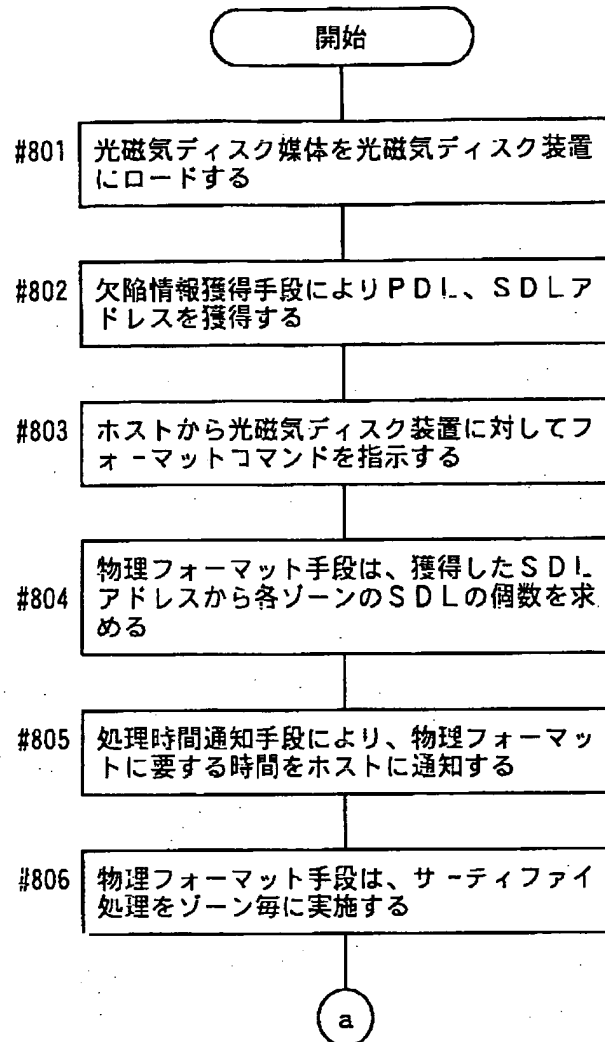 開始
#801 光磁気ディスク媒体を光磁気ディスク装置
にロードする
#802 欠陥情報獲得手段によりPDL、SDLア
ドレスを獲得する
#803 ホストから光磁気ディスク装置に対してフ
ォーマットコマンドを指示する
物理フォーマット手段は、獲得したSDL
#804 アドレスから各ゾーンのSDLの個数を求
める
#805 処理時間通知手段により、物理フォーマッ
トに要する時間をホストに通知する
#806 物理フォーマット手段は、サーティファイ
処理をゾーン毎に実施する
a